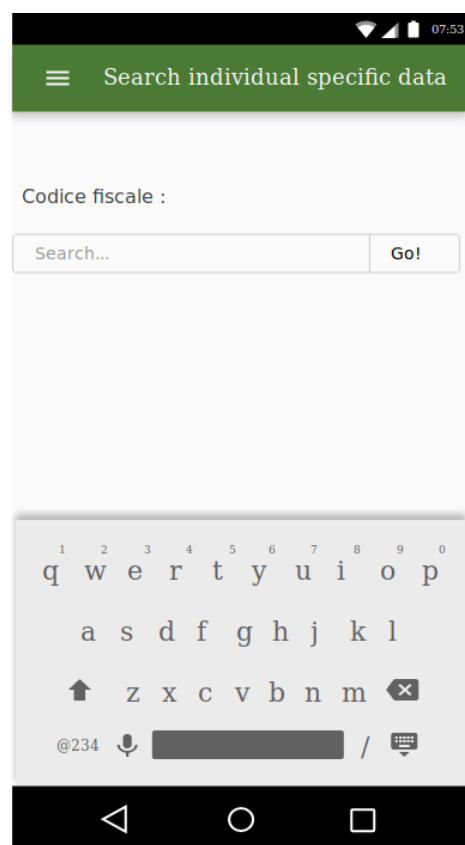 07:53
Search individual specific data
Codice fiscale :
Search...
Go!
1 2 3 4 5 6 7 8 9 0
q w e r t y u i o p
a s d f g h j k l
z x c v b n m
@234 /